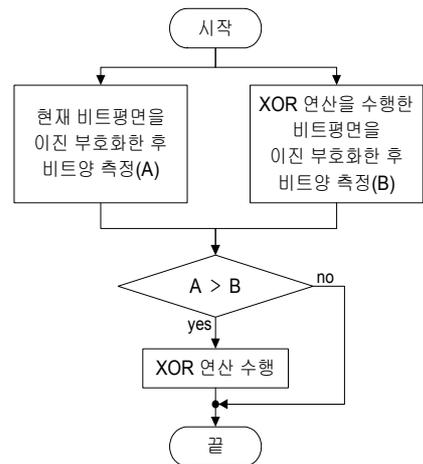 시작
현재 비트평면을
이진 부호화한 후
비트양 측정(A)
XOR 연산을 수행한
비트평면을
이진 부호화한 후
비트양 측정(B)
A > B
no
yes
XOR 연산 수행
끝